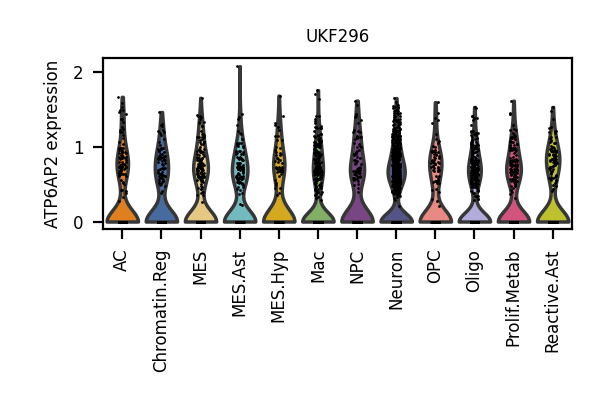 UKF296
ATP6AP2 expression
2
1
0
AC
Chromatin.Reg
MES
MES.Ast
MES.Hyp
Mac
NPC
Neuron
OPC
Oligo
Prolif.Metab
Reactive.Ast